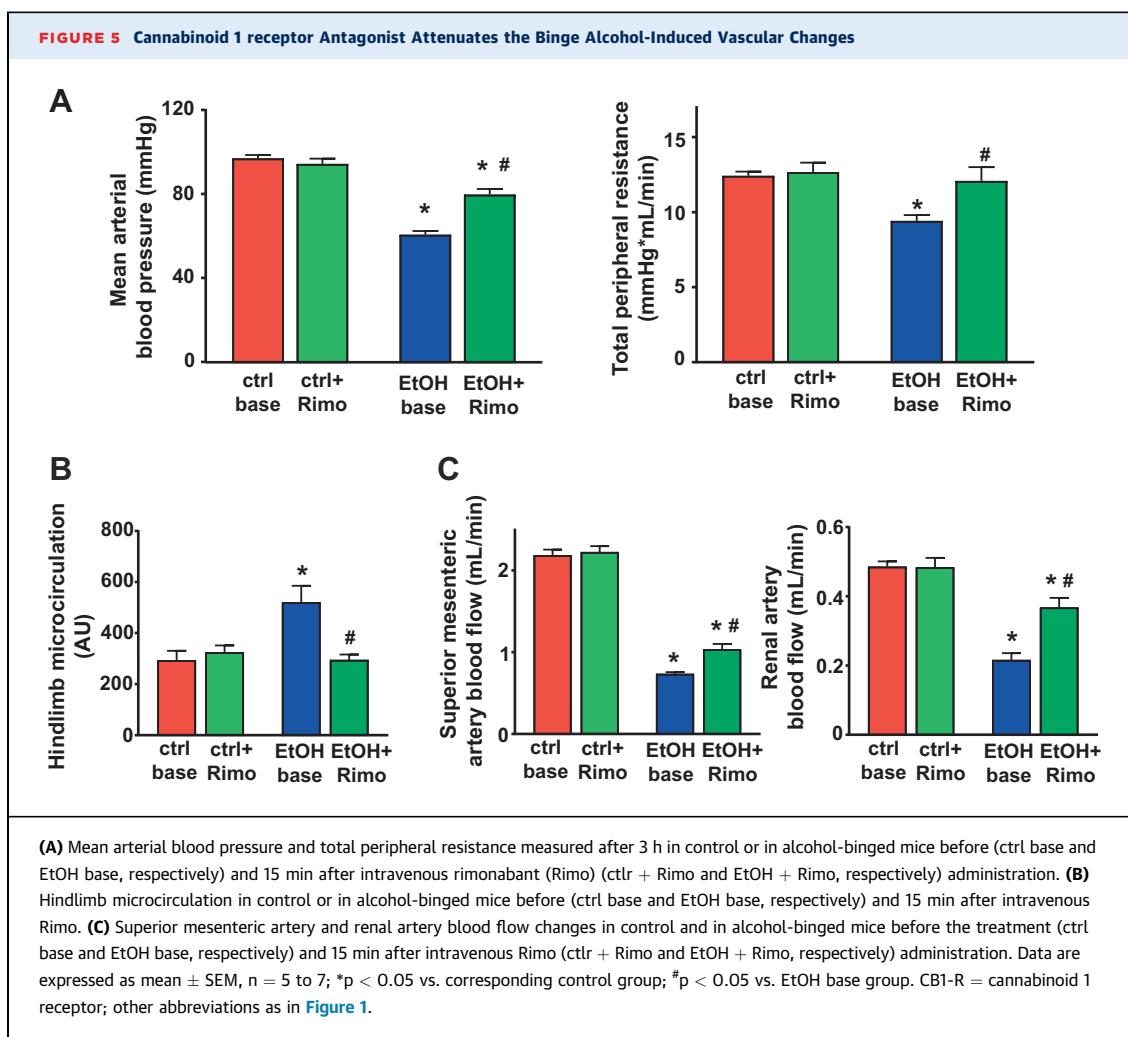 FIGURE 5 Cannabinoid 1 receptor Antagonist Attenuates the Binge Alcohol-Induced Vascular Changes
A
Mean arterial
blood pressure (mmHg)
120
80
40
0
*
* #
ctrl
base
ctrl+
Rimo
EtOH
base
EtOH+
Rimo
Total peripheral resistance
(mmHg*mL/min)
15
10
5
0
*
#
ctrl
base
ctrl+
Rimo
EtOH
base
EtOH+
Rimo
B
Hindlimb microcirculation
(AU)
800
600
400
200
0
*
#
ctrl
base
ctrl+
Rimo
EtOH
base
EtOH+
Rimo
C
Superior mesenteric
artery blood flow (mL/min)
2
1
0
*
* #
ctrl
base
ctrl+
Rimo
EtOH
base
EtOH+
Rimo
Renal artery
blood flow (mL/min)
0.6
0.4
0.2
0
*
* #
ctrl
base
ctrl+
Rimo
EtOH
base
EtOH+
Rimo
(A) Mean arterial blood pressure and total peripheral resistance measured after 3 h in control or in alcohol-binged mice before (ctrl base and
EtOH base, respectively) and 15 min after intravenous rimonabant (Rimo) (ctlr + Rimo and EtOH + Rimo, respectively) administration. (B)
Hindlimb microcirculation in control or in alcohol-binged mice before (ctrl base and EtOH base, respectively) and 15 min after intravenous
Rimo. (C) Superior mesenteric artery and renal artery blood flow changes in control and in alcohol-binged mice before the treatment (ctrl
base and EtOH base, respectively) and 15 min after intravenous Rimo (ctlr + Rimo and EtOH + Rimo, respectively) administration. Data are
expressed as mean ± SEM, n = 5 to 7; *p < 0.05 vs. corresponding control group; #p < 0.05 vs. EtOH base group. CB1-R = cannabinoid 1
receptor; other abbreviations as in Figure 1.